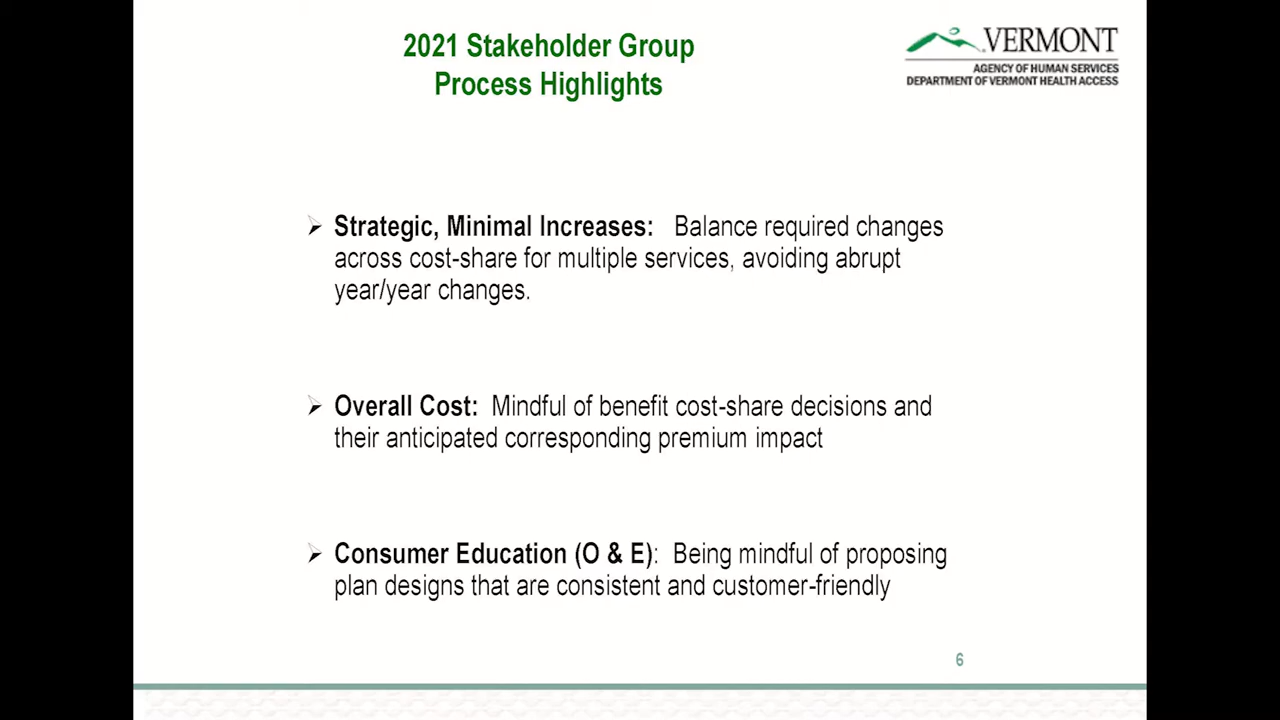 2021 Stakeholder Group
Process Highlights
VERMONT
AGENCY OF HUMAN SERVICES
DEPARTMENT OF VERMONT HEALTH ACCESS
Strategic, Minimal Increases: Balance required changes
across cost-share for multiple services, avoiding abrupt
year/year changes.
Overall Cost: Mindful of benefit cost-share decisions and
their anticipated corresponding premium impact
Consumer Education (O & E): Being mindful of proposing
plan designs that are consistent and customer-friendly
6